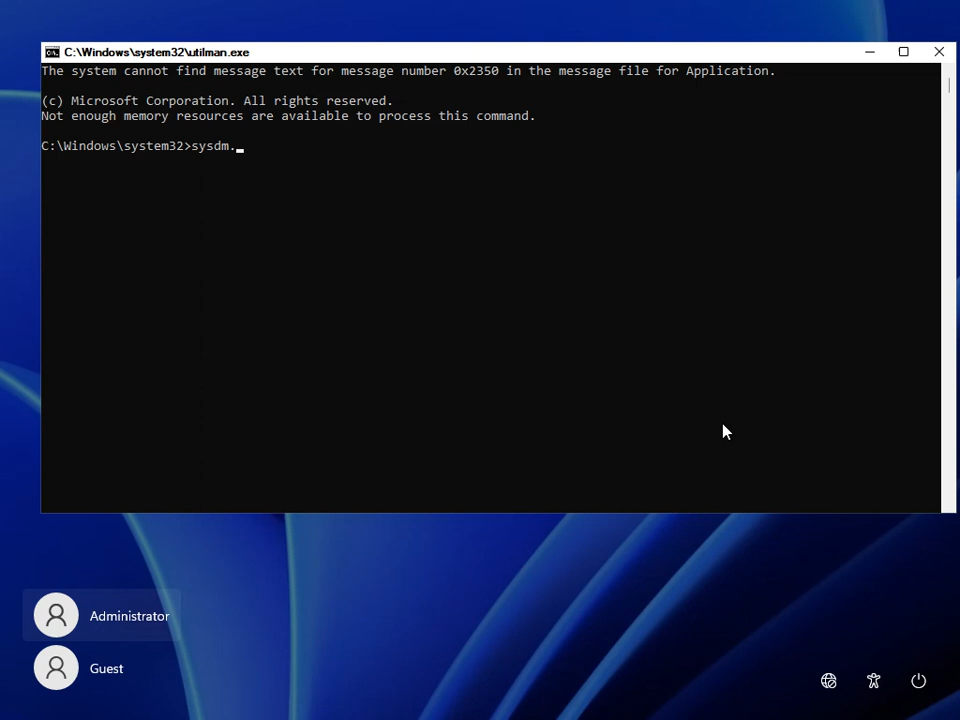 C:\Windows\system32\utilman.exe
The system cannot find message text for message number 0x2350 in the message file for Application.
(c) Microsoft Corporation. All rights reserved.
Not enough memory resources are available to process this command.
C:\Windows\system32>sysdm._
Administrator
Guest